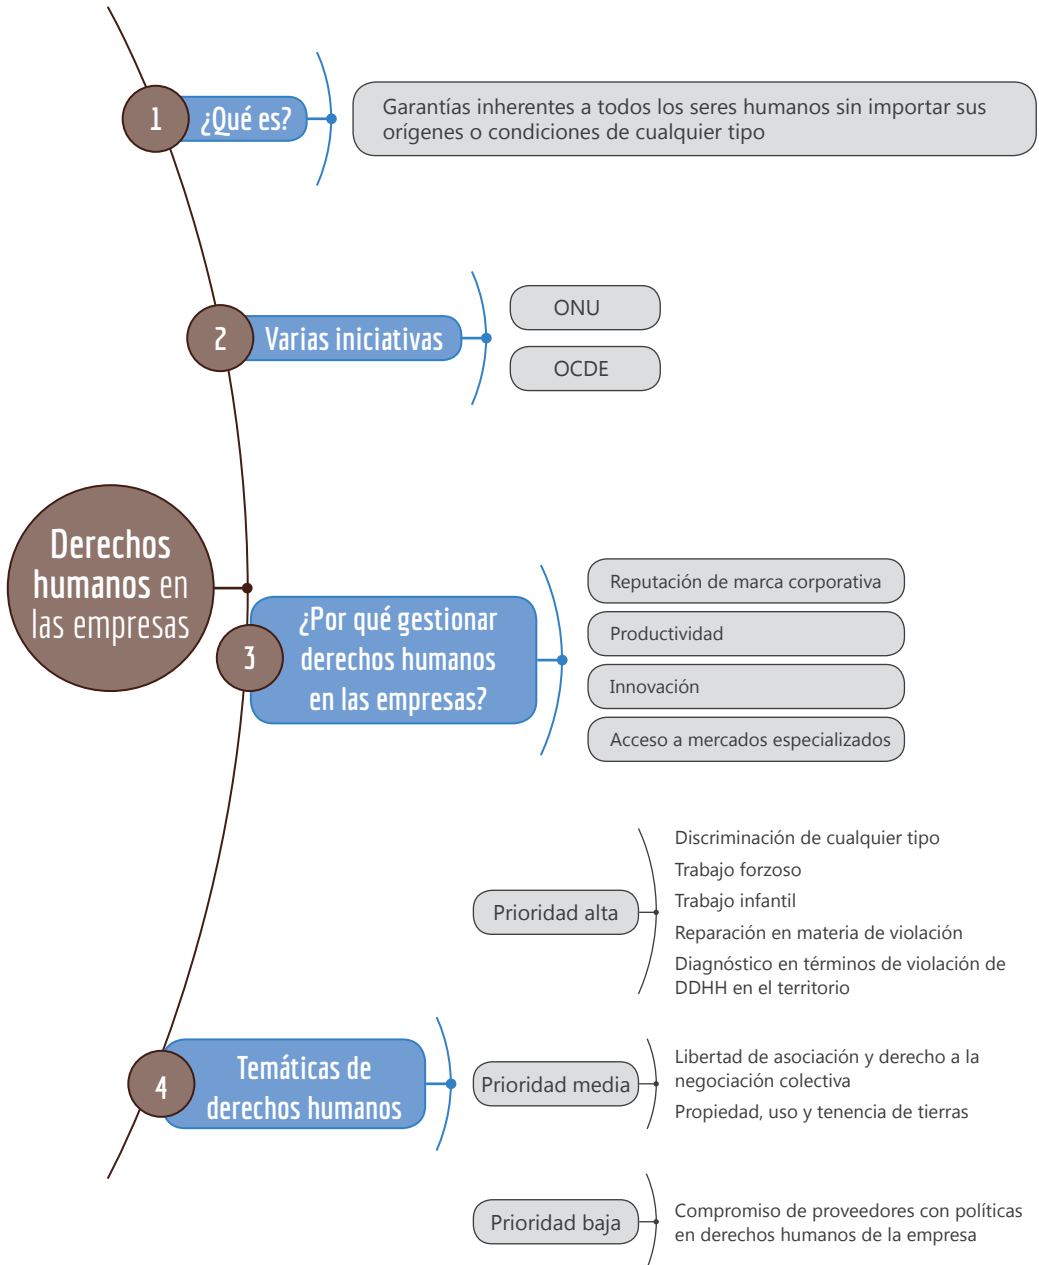 1
¿Qué es?
Garantías inherentes a todos los seres humanos sin importar sus
orígenes o condiciones de cualquier tipo
2
Varias iniciativas
ONU
OCDE
Derechos
humanos en
las empresas
3
¿Por qué gestionar
derechos humanos
en las empresas?
Reputación de marca corporativa
Productividad
Innovación
Acceso a mercados especializados
4
Temáticas de
derechos humanos
Prioridad alta
Discriminación de cualquier tipo
Trabajo forzoso
Trabajo infantil
Reparación en materia de violación
Diagnóstico en términos de violación de
DDHH en el territorio
Prioridad media
Libertad de asociación y derecho a la
negociación colectiva
Propiedad, uso y tenencia de tierras
Prioridad baja
Compromiso de proveedores con políticas
en derechos humanos de la empresa